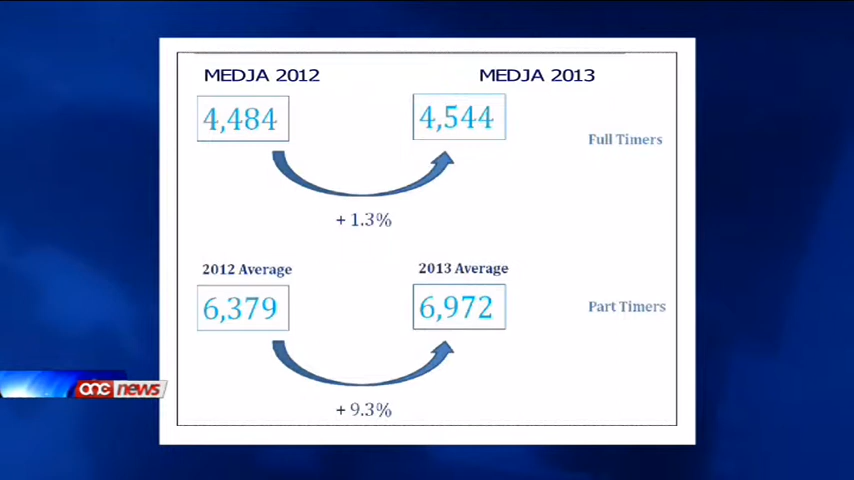 MEDJA 2012 MEDJA 2013
4,484 4,544
Full Timers
+ 1.3%
2012 Average 2013 Average
6,379 6,972
Part Timers
+ 9.3%
one news